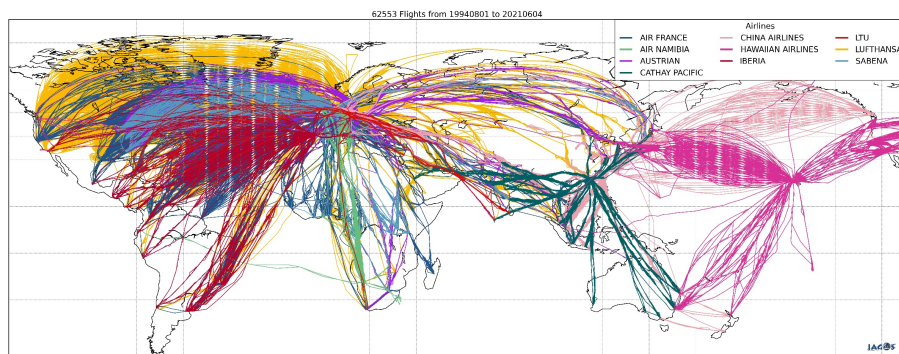 62553 Flights from 19940801 to 20210604
Airlines
AIR FRANCE
AIR NAMIBIA
AUSTRIAN
CATHAY PACIFIC
CHINA AIRLINES
HAWAIIAN AIRLINES
IBERIA
LTU
LUFTHANSA
SABENA
IAGOS